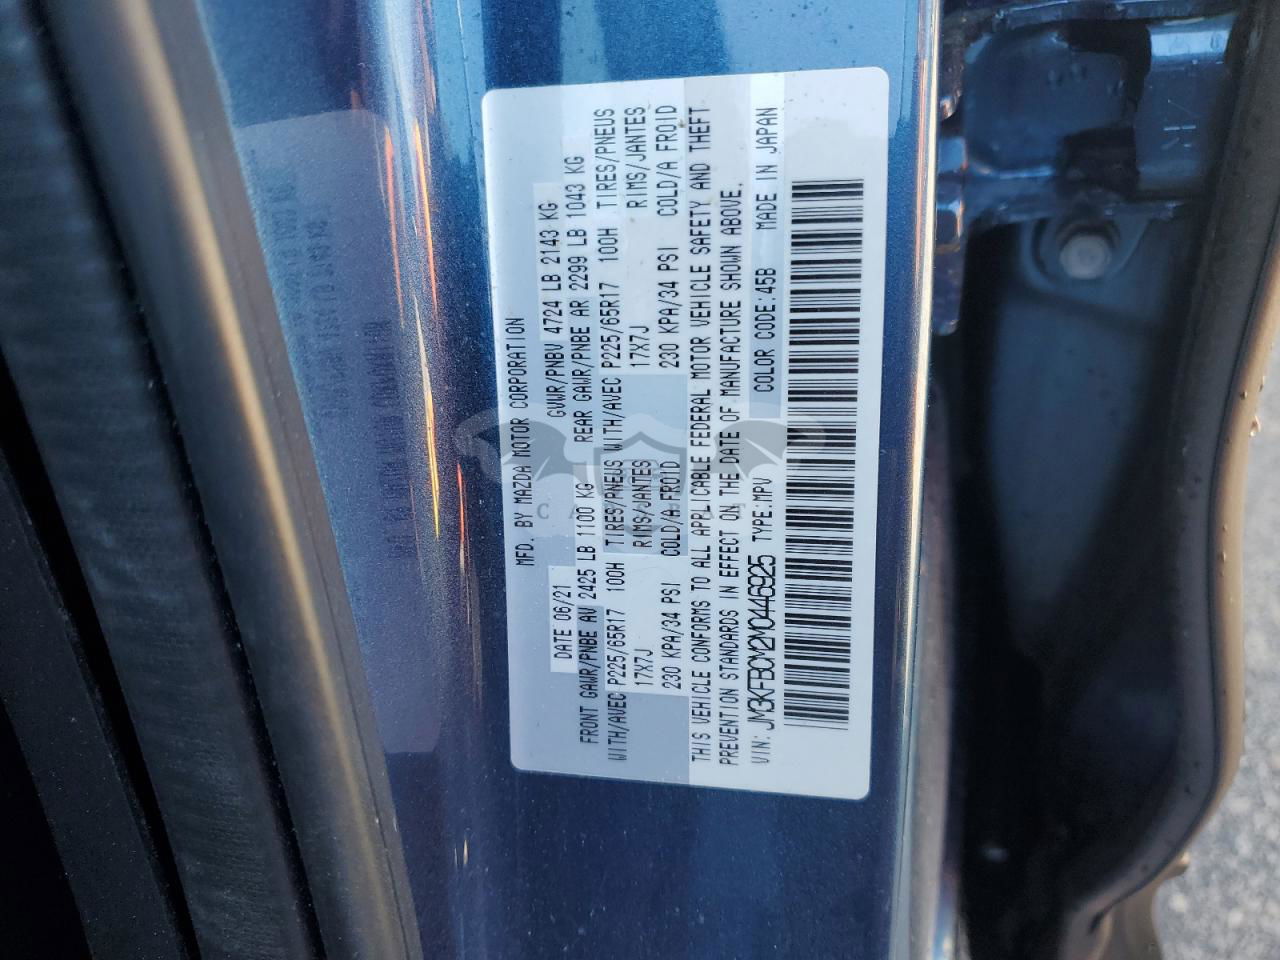 MFD. BY MAZDA MOTOR CORPORATION
DATE 06/21 GVWR/PNBV 4724 LB 2143 KG
FRONT GAWR/PNBE AV 2425 LB 1100 KG REAR GAWR/PNBE AR 2299 LB 1043 KG
WITH/AVEC P225/65R17 100H TIRES/PNEUS WITH/AVEC P225/65R17 100H TIRES/PNEUS
17X7J RIMS/JANTES 17X7J RIMS/JANTES
230 KPA/34 PSI COLD/A FROID 230 KPA/34 PSI COLD/A FROID
THIS VEHICLE CONFORMS TO ALL APPLICABLE FEDERAL MOTOR VEHICLE SAFETY AND THEFT
PREVENTION STANDARDS IN EFFECT ON THE DATE OF MANUFACTURE SHOWN ABOVE.
VIN: JM3KFBCM2M0446925 TYPE:MPV COLOR CODE:45B MADE IN JAPAN